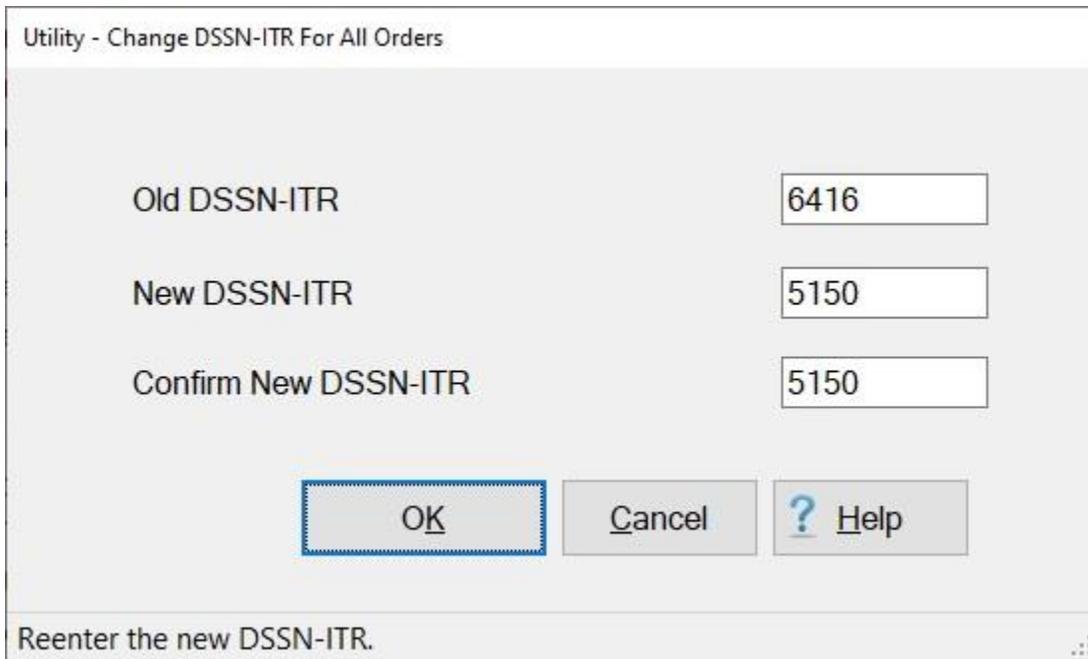 Utility - Change DSSN-ITR For All Orders
Old DSSN-ITR 6416
New DSSN-ITR 5150
Confirm New DSSN-ITR 5150
OK Cancel ? Help
Reenter the new DSSN-ITR.